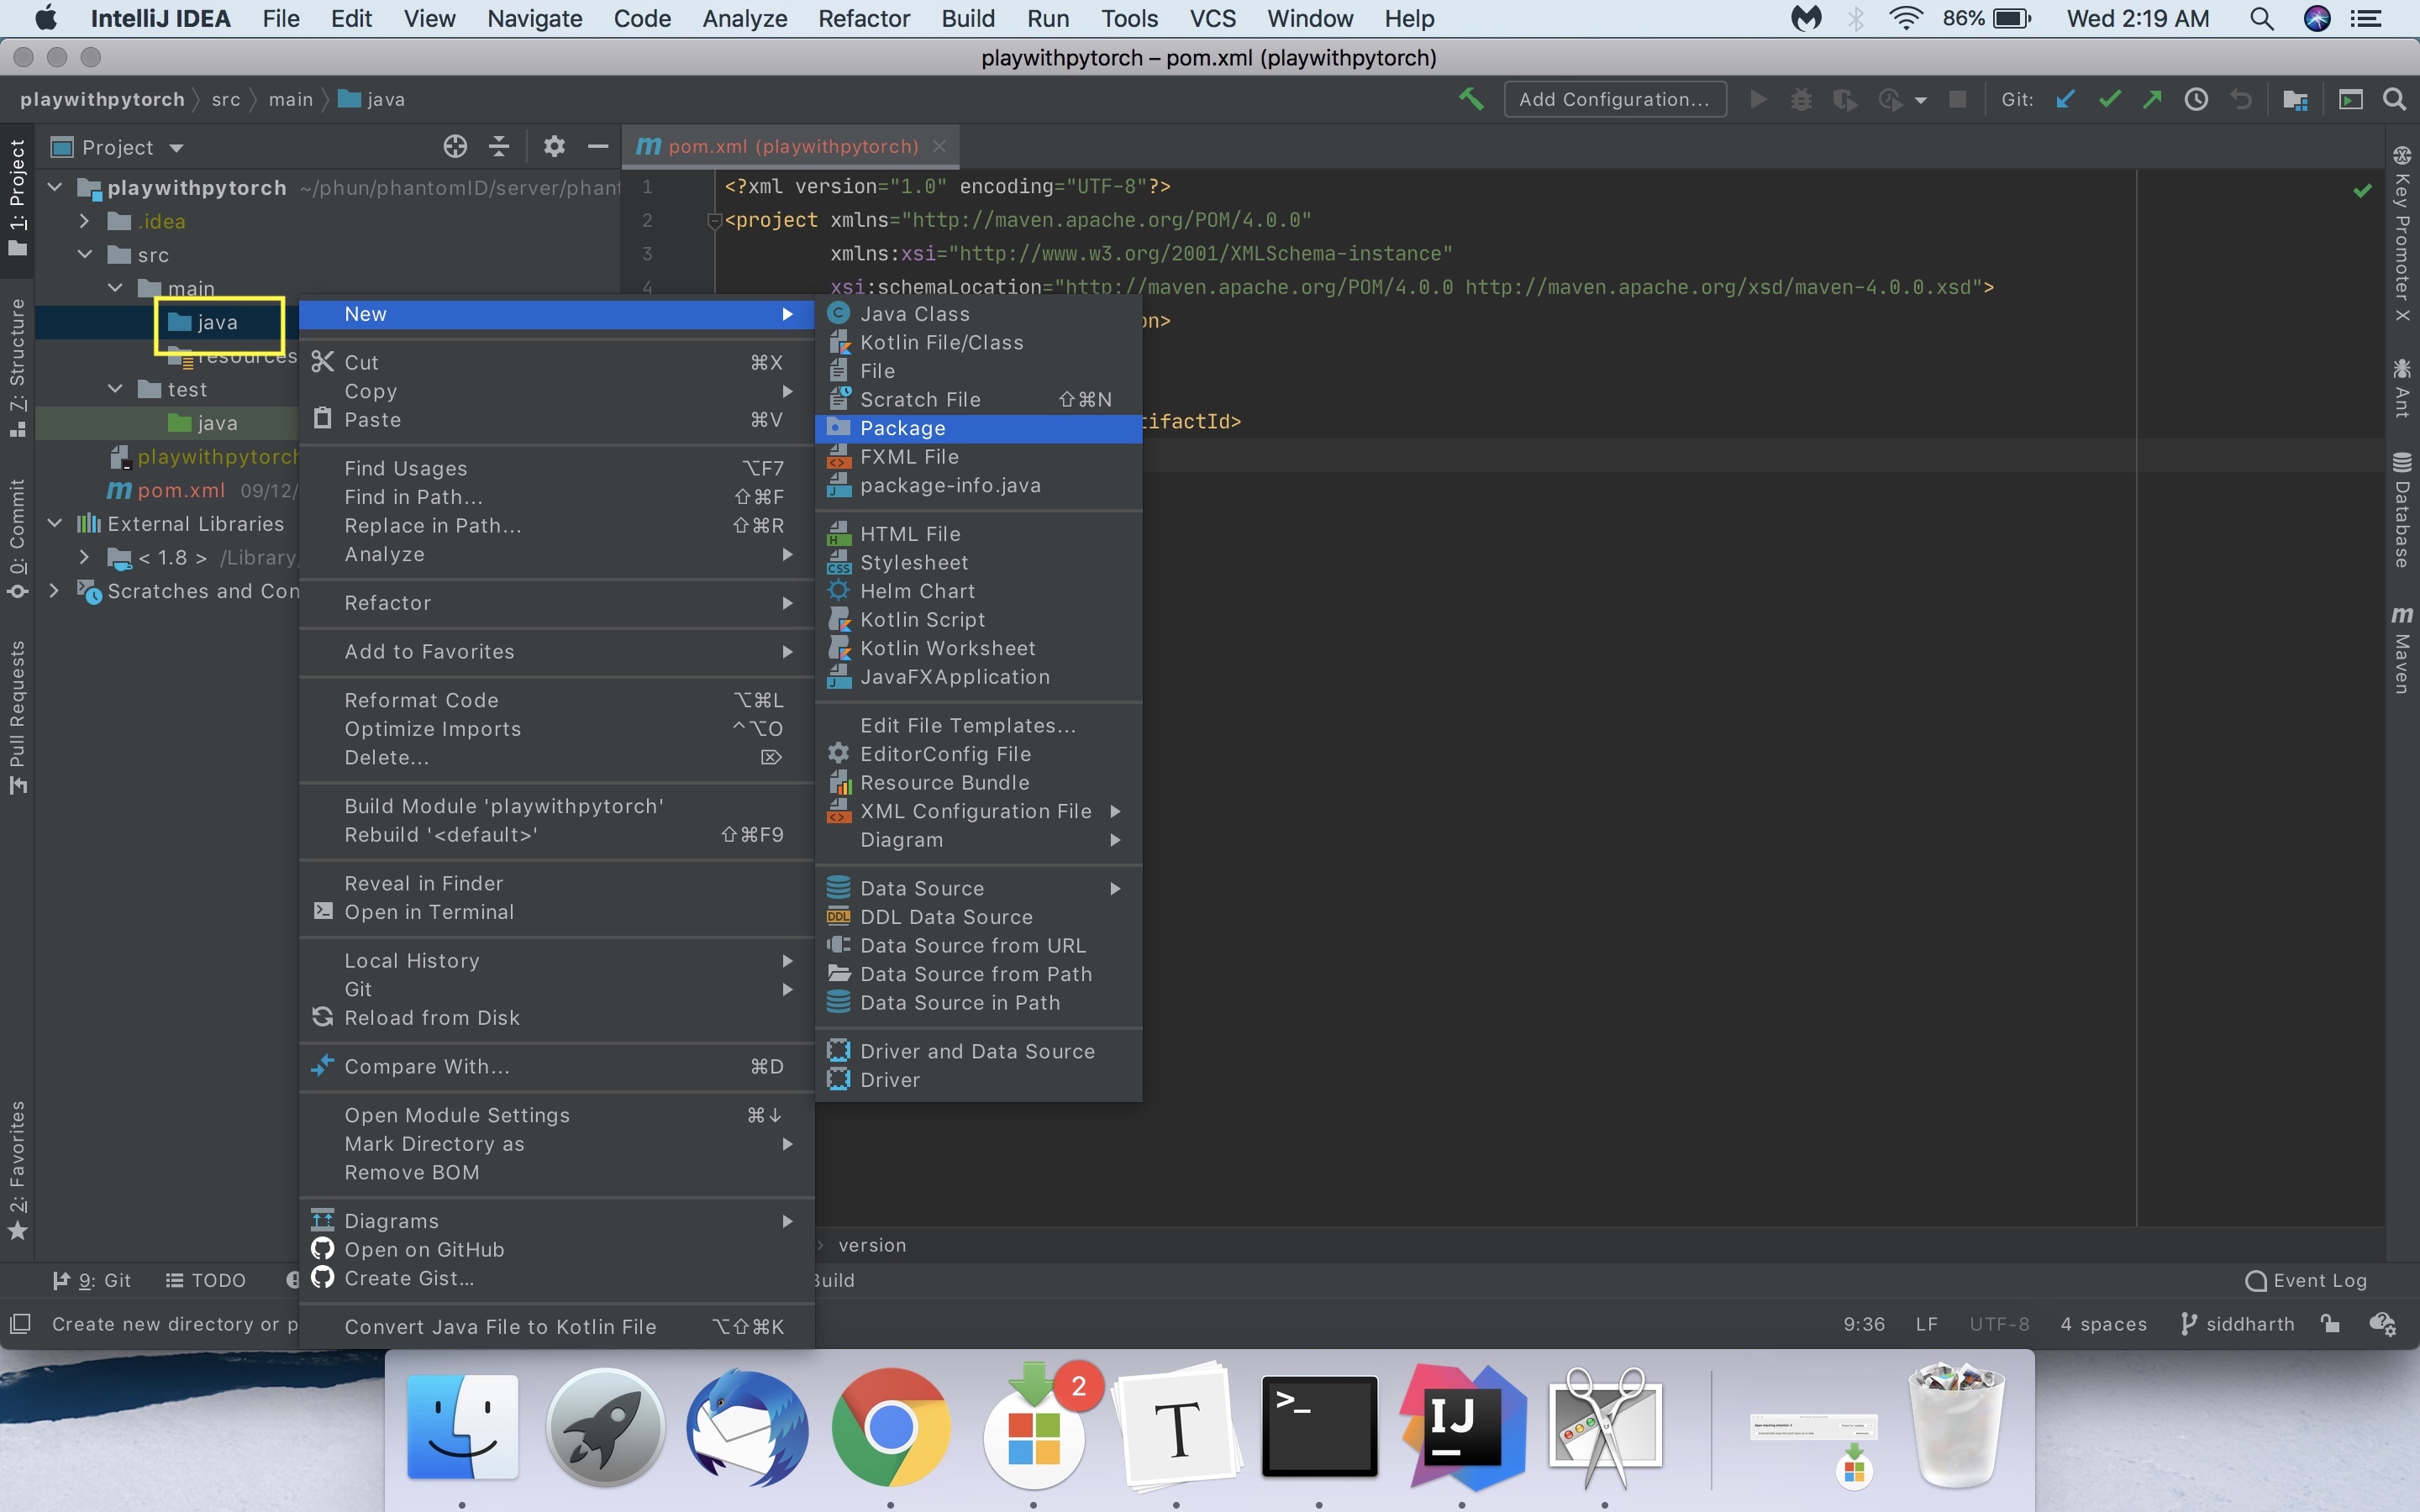 IntelliJ IDEA File Edit View Navigate Code Analyze Refactor Build Run Tools VCS Window Help 86% Wed 2:19 AM
playwithpytorch – pom.xml (playwithpytorch)
playwithpytorch src main java Add Configuration... Git:
Project
pom.xml (playwithpytorch)
1: Project
Z: Structure
0: Commit
Pull Requests
2: Favorites
playwithpytorch ~/phun/phantomID/server/phan
.idea
src
main
java
resources
test
java
playwithpytorch
pom.xml 09/12/
External Libraries
< 1.8 > /Library/
Scratches and Con
1 <?xml version="1.0" encoding="UTF-8"?>
2 <project xmlns="http://maven.apache.org/POM/4.0.0"
3 xmlns:xsi="http://www.w3.org/2001/XMLSchema-instance"
4 xsi:schemaLocation="http://maven.apache.org/POM/4.0.0 http://maven.apache.org/xsd/maven-4.0.0.xsd">
on>
tifactId>
New
Cut ⌘X
Copy
Paste ⌘V
Find Usages ⌥F7
Find in Path... ⇧⌘F
Replace in Path... ⇧⌘R
Analyze
Refactor
Add to Favorites
Reformat Code ⌥⌘L
Optimize Imports ^⌥O
Delete... ⌦
Build Module 'playwithpytorch'
Rebuild '<default>' ⇧⌘F9
Reveal in Finder
Open in Terminal
Local History
Git
Reload from Disk
Compare With... ⌘D
Open Module Settings ⌘↓
Mark Directory as
Remove BOM
Diagrams
Open on GitHub
Create Gist...
Convert Java File to Kotlin File ⌥⇧⌘K
Java Class
Kotlin File/Class
File
Scratch File ⇧⌘N
Package
FXML File
package-info.java
HTML File
Stylesheet
Helm Chart
Kotlin Script
Kotlin Worksheet
JavaFXApplication
Edit File Templates...
EditorConfig File
Resource Bundle
XML Configuration File
Diagram
Data Source
DDL Data Source
Data Source from URL
Data Source from Path
Data Source in Path
Driver and Data Source
Driver
Key Promoter X
Ant
Database
Maven
version
9: Git TODO Build Event Log
Create new directory or p 9:36 LF UTF-8 4 spaces siddharth
2
T
>_
IJ